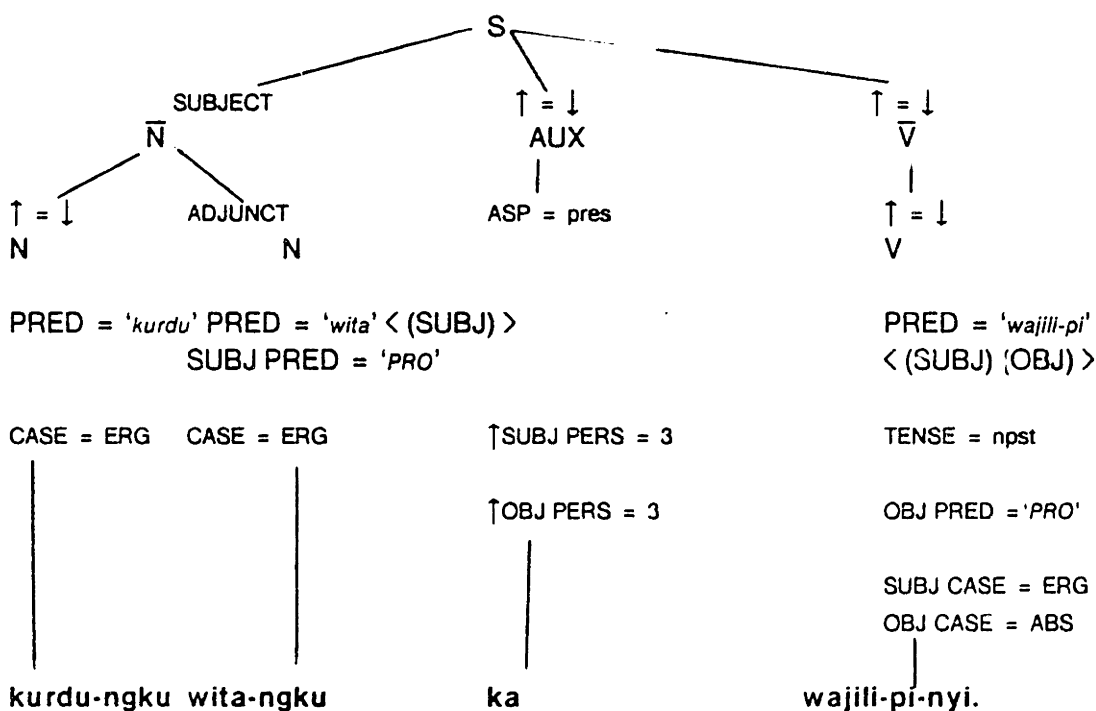 S
SUBJECT ↑ = ↓ ↑ = ↓
N̅ AUX V̅
↑ = ↓ ADJUNCT ASP = pres ↑ = ↓
N N V
PRED = 'kurdu' PRED = 'wita' < (SUBJ) > PRED = 'wajili-pi'
SUBJ PRED = 'PRO' < (SUBJ) (OBJ) >
CASE = ERG CASE = ERG ↑SUBJ PERS = 3 TENSE = npst
↑OBJ PERS = 3 OBJ PRED = 'PRO'
SUBJ CASE = ERG
OBJ CASE = ABS
kurdu-ngku wita-ngku ka wajili-pi-nyi.